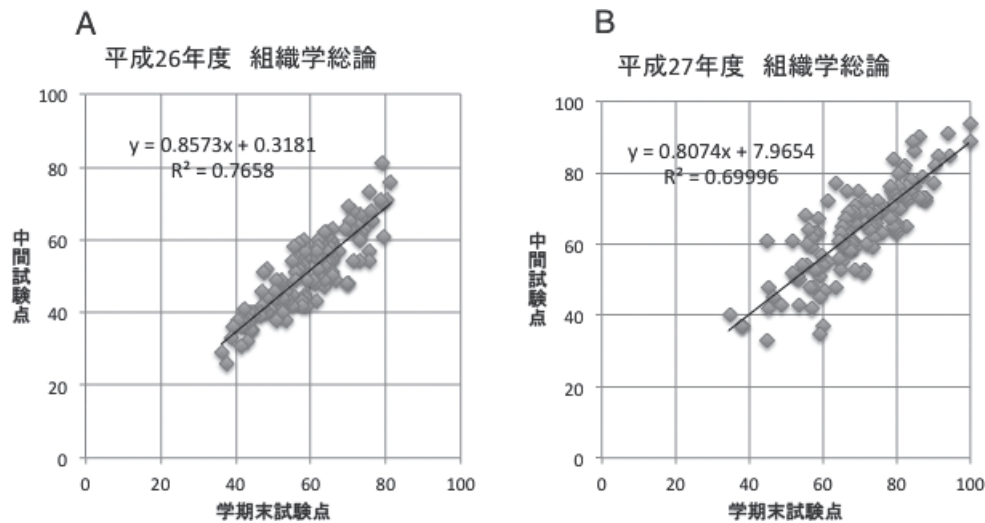 A
平成26年度 組織学総論
y = 0.8573x + 0.3181
R² = 0.7658
100
80
60
40
20
0
中間試験点
0 20 40 60 80 100
学期末試験点
B
平成27年度 組織学総論
y = 0.8074x + 7.9654
R² = 0.69996
100
80
60
40
20
0
中間試験点
0 20 40 60 80 100
学期末試験点